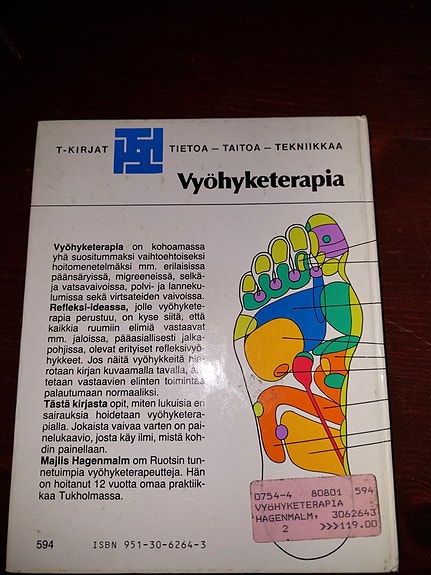 T-KIRJAT
TIETOA – TAITOA – TEKNIIKKAA
Vyöhyketerapia
Vyöhyketerapia on kohoamassa
yhä suositummaksi vaihtoehtoiseksi
hoitomenetelmäksi mm. erilaisissa
päänsäryissä, migreeneissä, selkä-
ja vatsavaivoissa, polvi- ja lanneku-
lumissa sekä virtsateiden vaivoissa.
Refleksi-ideassa, jolle vyöhykete-
rapia perustuu, on kyse siitä, että
kaikkia ruumiin elimiä vastaavat
mm. jaloissa, pääasiallisesti jalka-
pohjissa, olevat erityiset refleksivyö-
hykkeet. Jos näitä vyöhykkeitä hie-
rotaan kirjan kuvaamalla tavalla,
tetaan vastaavien elinten toimintaa
palautumaan normaaliksi.
Tästä kirjasta opit, miten lukuisia eri
sairauksia hoidetaan vyöhyketera-
pialla. Jokaista vaivaa varten on pai-
nelukaavio, josta käy ilmi, mistä koh-
din painellaan.
Majlis Hagenmalm om Ruotsin tun-
netuimpia vyöhyketerapeutteja. Hän
on hoitanut 12 vuotta omaa praktiik-
kaa Tukholmassa.
0754-4 80801 594
VYÖHYKETERAPIA
HAGENMALM, 3062643
2 >>>119.00
594 ISBN 951-30-6264-3